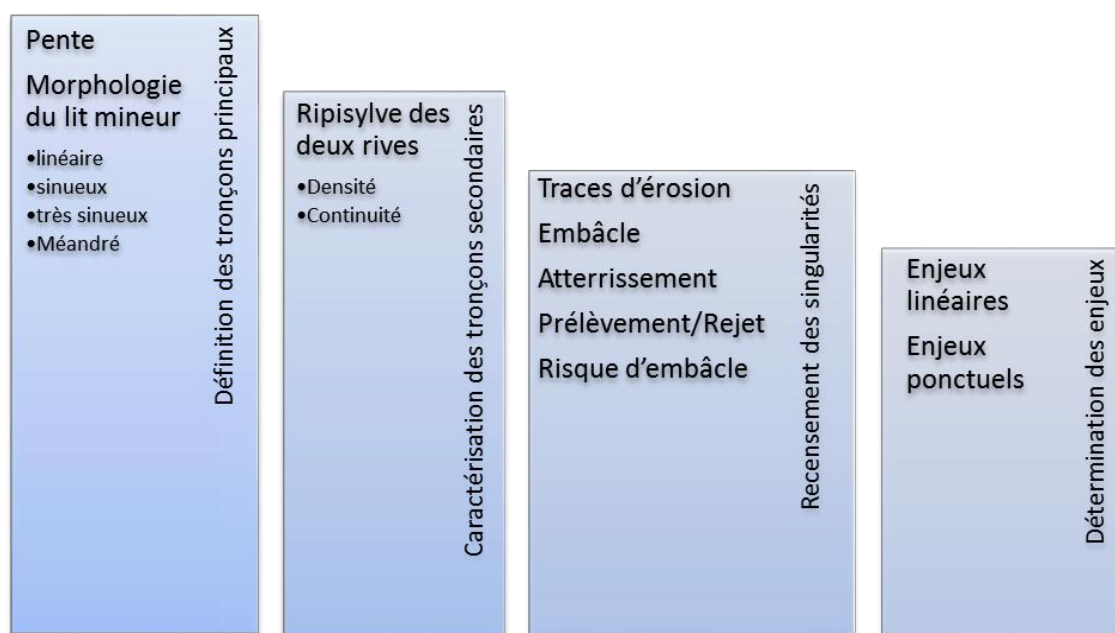 Pente
Morphologie
du lit mineur
•linéaire
•sinueux
•très sinueux
•Méandré
Définition des tronçons principaux
Ripisylve des
deux rives
•Densité
•Continuité
Caractérisation des tronçons secondaires
Traces d’érosion
Embâcle
Atterrissement
Prélèvement/Rejet
Risque d’embâcle
Recensement des singularités
Enjeux
linéaires
Enjeux
ponctuels
Détermination des enjeux